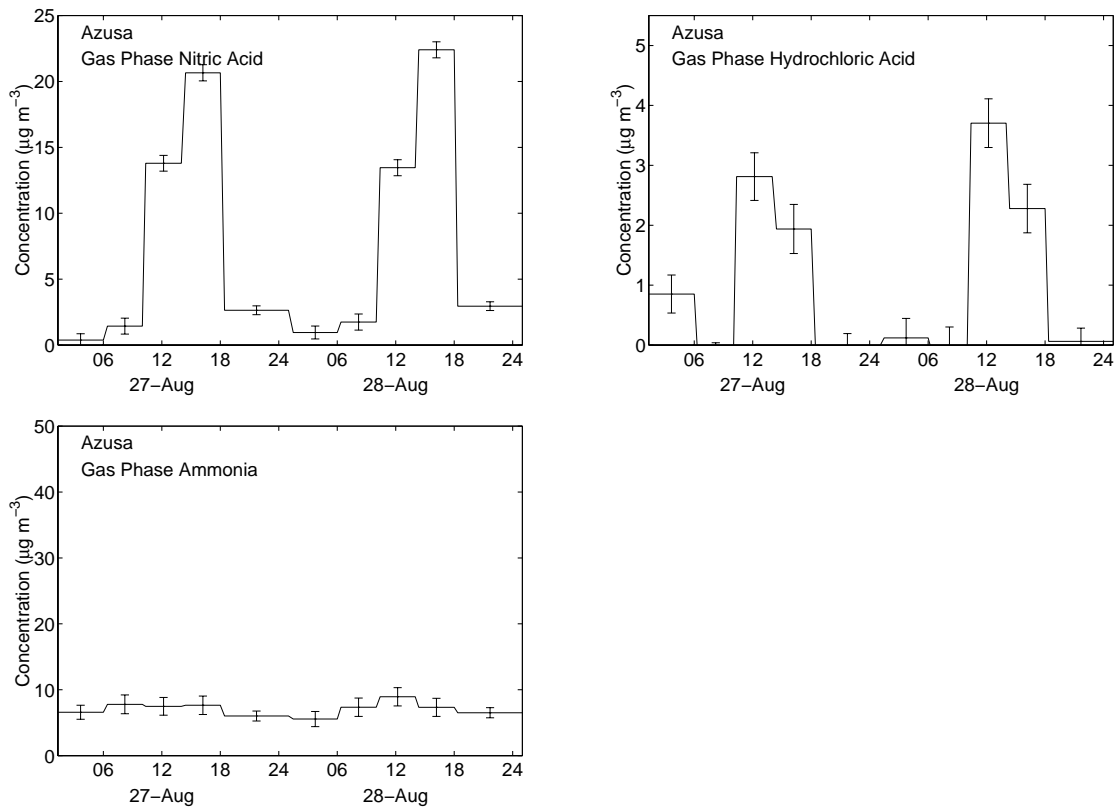 Azusa
Gas Phase Nitric Acid
Concentration (μg m−3)
25
20
15
10
5
0
06 12 18 24 06 12 18 24
27−Aug 28−Aug
Azusa
Gas Phase Hydrochloric Acid
Concentration (μg m−3)
5
4
3
2
1
0
06 12 18 24 06 12 18 24
27−Aug 28−Aug
Azusa
Gas Phase Ammonia
Concentration (μg m−3)
50
40
30
20
10
0
06 12 18 24 06 12 18 24
27−Aug 28−Aug